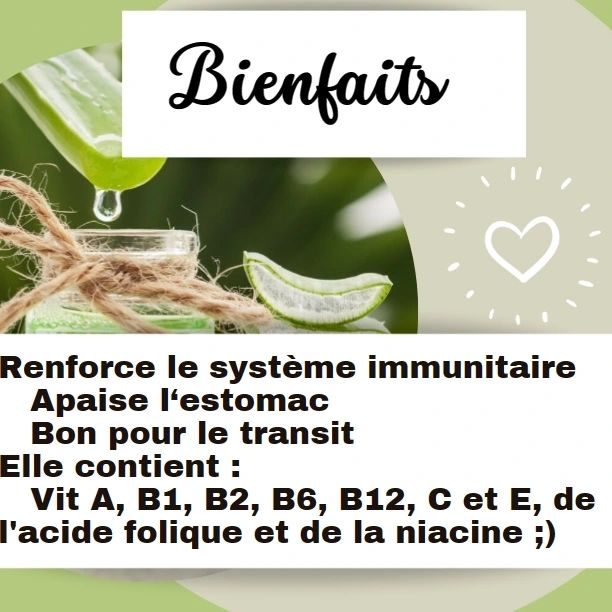 Bienfaits
Renforce le système immunitaire
Apaise l‘estomac
Bon pour le transit
Elle contient :
Vit A, B1, B2, B6, B12, C et E, de
l'acide folique et de la niacine ;)